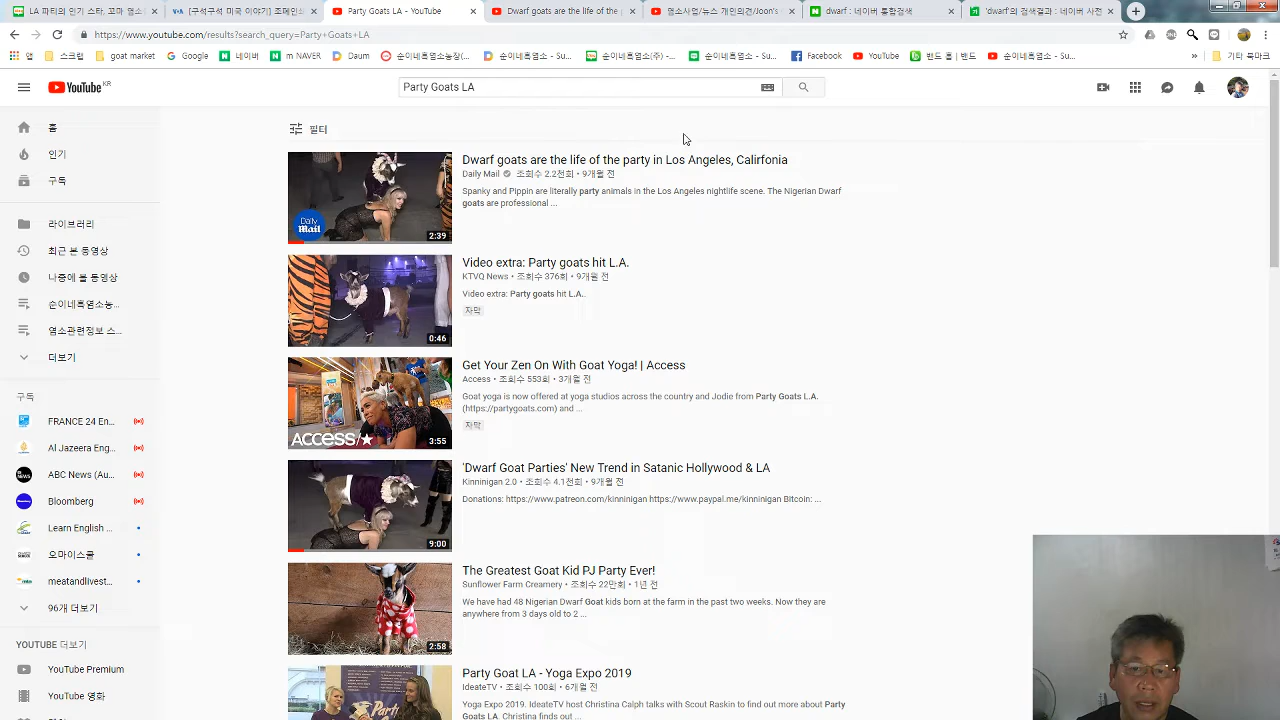 LA 파티염소! 스타: 꼬마 염소
[구석구석 미국 이야기] 조페인
Party Goats LA - YouTube
Dwarf goats are the life of the
염소사업/뉴스 개인의견/논평
dwarf : 네이버 통합검색
'dwarf'의 검색결과 : 네이버 사전
https://www.youtube.com/results?search_query=Party+Goats+LA
앱
스크랩
goat market
Google
네이버
m NAVER
Daum
순이네흑염소농장(...
순이네흑염소 - Su...
순이네흑염소(주) -...
순이네흑염소 - Su...
Facebook
YouTube
밴드 홈 | 밴드
순이네흑염소 - Su...
»
기타 북마크
YouTube KR
Party Goats LA
홈
인기
구독
라이브러리
최근 본 동영상
나중에 볼 동영상
순이네흑염소농...
염소관련정보 스...
더보기
구독
FRANCE 24 En...
Al Jazeera Eng...
ABC News (Au...
Bloomberg
Learn English ...
오마이스쿨
meatandlivest...
96개 더보기
YOUTUBE 더보기
YouTube Premium
YouTube 영화
필터
Daily Mail
2:39
Dwarf goats are the life of the party in Los Angeles, Calirfonia
Daily Mail • 조회수 2.2천회 • 9개월 전
Spanky and Pippin are literally party animals in the Los Angeles nightlife scene. The Nigerian Dwarf
goats are professional ...
0:46
Video extra: Party goats hit L.A.
KTVQ News • 조회수 376회 • 9개월 전
Video extra: Party goats hit L.A..
자막
ACCESS/★
3:55
Get Your Zen On With Goat Yoga! | Access
Access • 조회수 553회 • 3개월 전
Goat yoga is now offered at yoga studios across the country and Jodie from Party Goats L.A.
(https://partygoats.com) and ...
자막
9:00
'Dwarf Goat Parties' New Trend in Satanic Hollywood & LA
Kinninigan 2.0 • 조회수 4.1천회 • 9개월 전
Donations: https://www.patreon.com/kinninigan https://www.paypal.me/kinninigan Bitcoin: ...
2:58
The Greatest Goat Kid PJ Party Ever!
Sunflower Farm Creamery • 조회수 22만회 • 1년 전
We have had 48 Nigerian Dwarf Goat kids born at the farm in the past two weeks. Now they are
anywhere from 3 days old to 2 ...
Party Goat LA - Yoga Expo 2019
IdeateTV • 조회수 • 6개월 전
Yoga Expo 2019. IdeateTV host Christina Calph talks with Scout Raskin to find out more about Party
Goats LA. Christina finds out ...